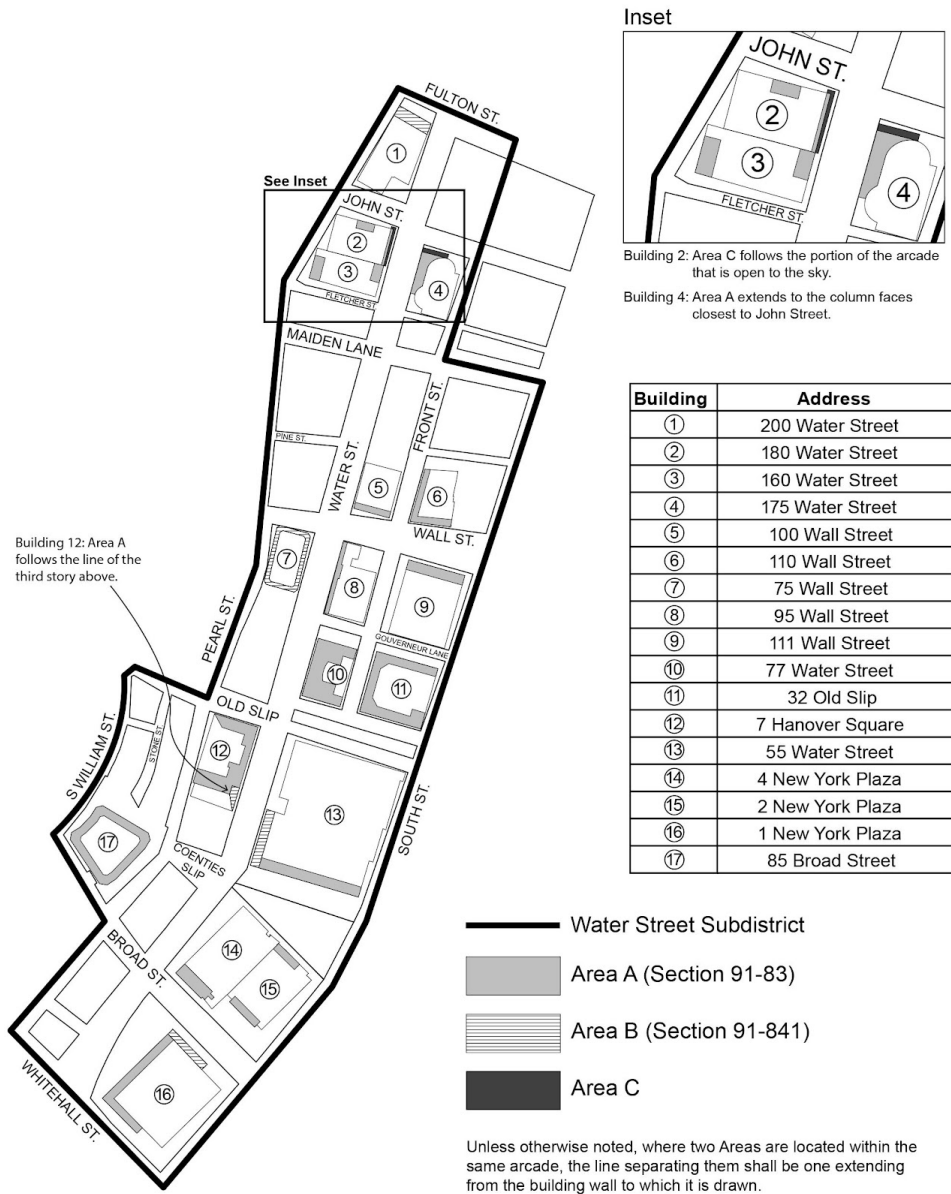 Inset
JOHN ST.
2
3
FLETCHER ST.
4
Building 2: Area C follows the portion of the arcade
that is open to the sky.
Building 4: Area A extends to the column faces
closest to John Street.
FULTON ST.
1
See Inset
JOHN ST.
2
3
4
FLETCHER ST.
MAIDEN LANE
PINE ST.
WATER ST.
FRONT ST.
5
6
WALL ST.
Building 12: Area A
follows the line of the
third story above.
7
8
9
PEARL ST.
GOUVERNEUR LANE
10
11
OLD SLIP
S WILLIAM ST.
STONE ST.
12
13
SOUTH ST.
17
COENTIES
SLIP
BROAD ST.
14
15
16
WHITEHALL ST.
Building Address
1 200 Water Street
2 180 Water Street
3 160 Water Street
4 175 Water Street
5 100 Wall Street
6 110 Wall Street
7 75 Wall Street
8 95 Wall Street
9 111 Wall Street
10 77 Water Street
11 32 Old Slip
12 7 Hanover Square
13 55 Water Street
14 4 New York Plaza
15 2 New York Plaza
16 1 New York Plaza
17 85 Broad Street
Water Street Subdistrict
Area A (Section 91-83)
Area B (Section 91-841)
Area C
Unless otherwise noted, where two Areas are located within the
same arcade, the line separating them shall be one extending
from the building wall to which it is drawn.